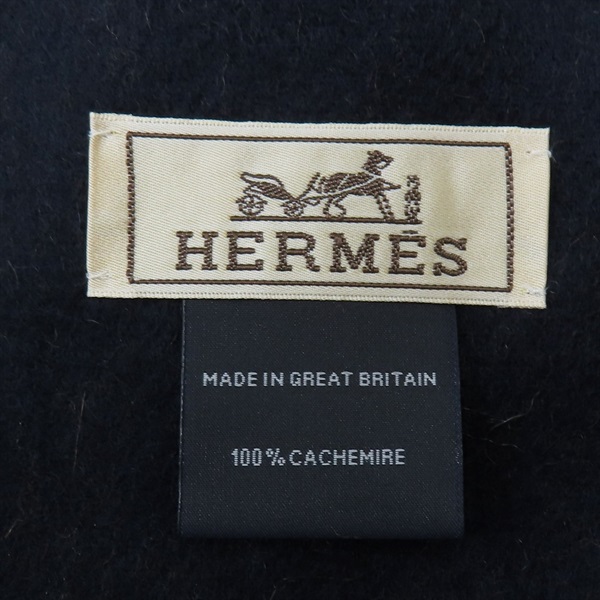 HERMÈS
MADE IN GREAT BRITAIN
100% CACHEMIRE